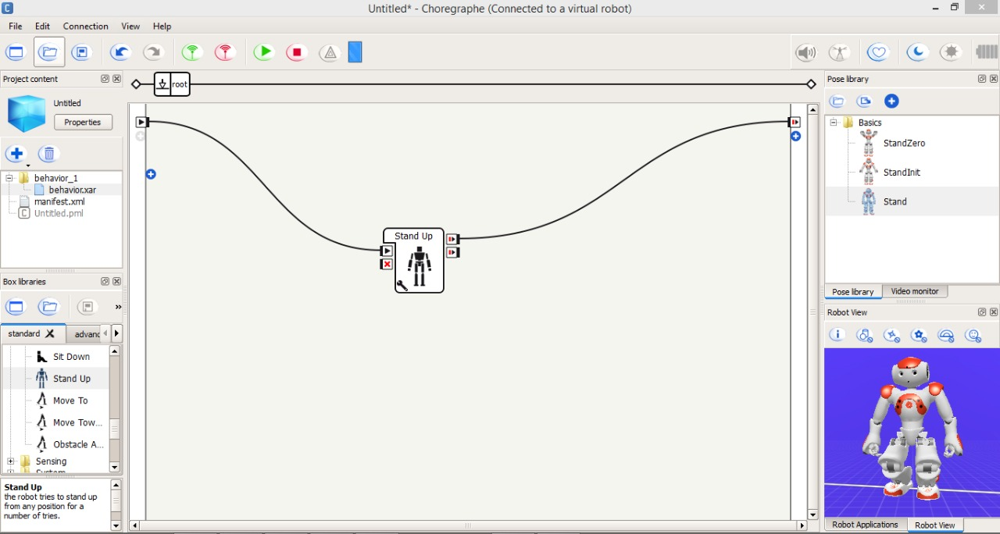 Untitled* - Choregraphe (Connected to a virtual robot)
File Edit Connection View Help
Project content
Untitled
Properties
behavior_1
behavior.xar
manifest.xml
Untitled.pml
Box libraries
standard
advanc
Sit Down
Stand Up
Move To
Move Tow...
Obstacle A...
Sensing
System
Stand Up
the robot tries to stand up
from any position for a
number of tries.
root
Stand Up
Pose library
Basics
StandZero
StandInit
Stand
Pose library Video monitor
Robot View
Robot Applications Robot View